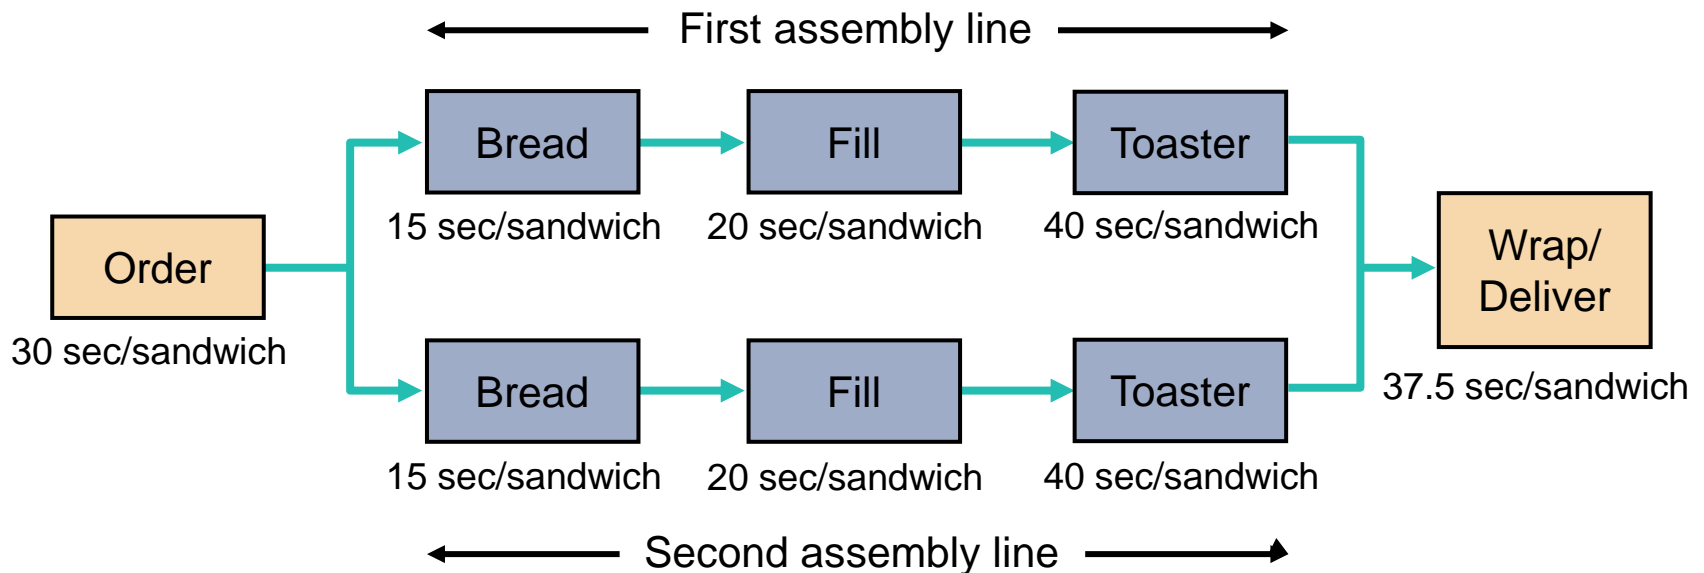 First assembly line
Bread
Fill
Toaster
15 sec/sandwich
20 sec/sandwich
40 sec/sandwich
Order
30 sec/sandwich
Wrap/
Deliver
37.5 sec/sandwich
Bread
Fill
Toaster
15 sec/sandwich
20 sec/sandwich
40 sec/sandwich
Second assembly line